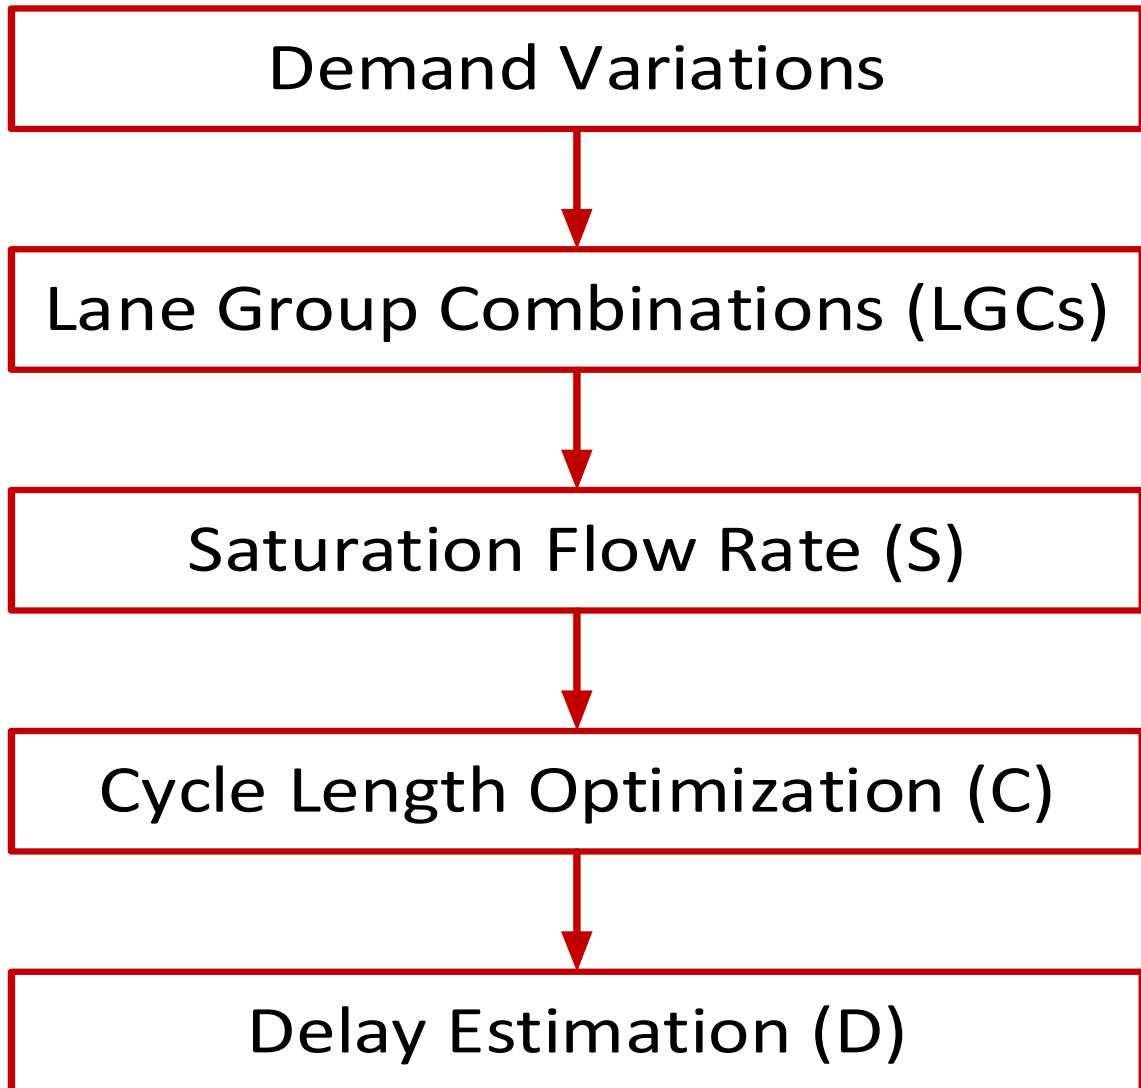 Demand Variations
Lane Group Combinations (LGCs)
Saturation Flow Rate (S)
Cycle Length Optimization (C)
Delay Estimation (D)